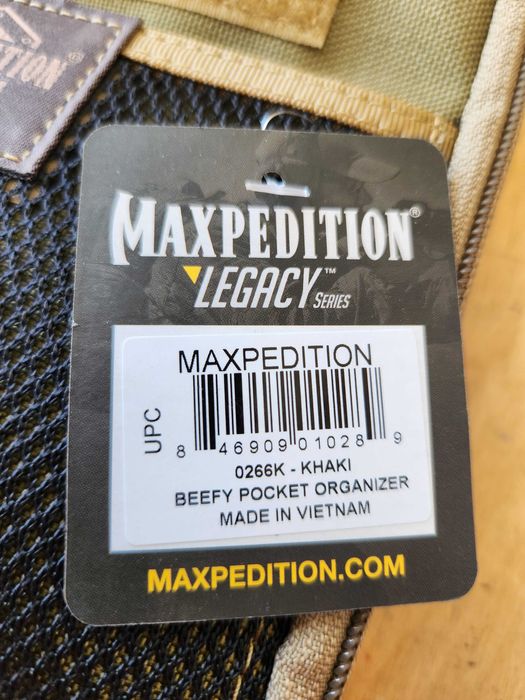 DITION
MAXPEDITION®
LEGACY™ SERIES
MAXPEDITION
UPC
8 46909 01028 9
0266K - KHAKI
BEEFY POCKET ORGANIZER
MADE IN VIETNAM
MAXPEDITION.COM